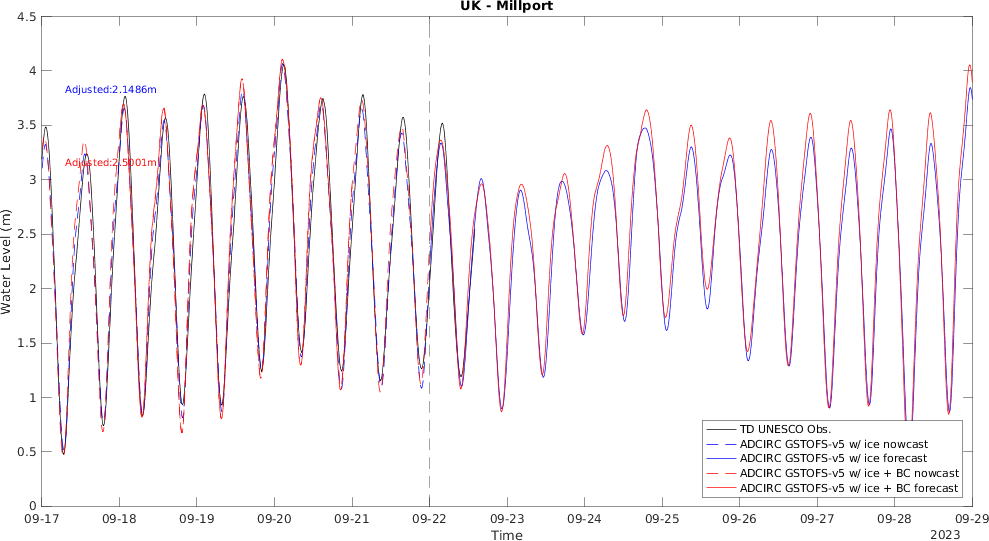 UK - Millport
4.5
4
3.5
3
2.5
2
1.5
1
0.5
0
Water Level (m)
Adjusted:2.1486m
Adjusted:2.5001m
TD UNESCO Obs.
ADCIRC GSTOFS-v5 w/ ice nowcast
ADCIRC GSTOFS-v5 w/ ice forecast
ADCIRC GSTOFS-v5 w/ ice + BC nowcast
ADCIRC GSTOFS-v5 w/ ice + BC forecast
09-17 09-18 09-19 09-20 09-21 09-22 09-23 09-24 09-25 09-26 09-27 09-28 09-29
Time
2023